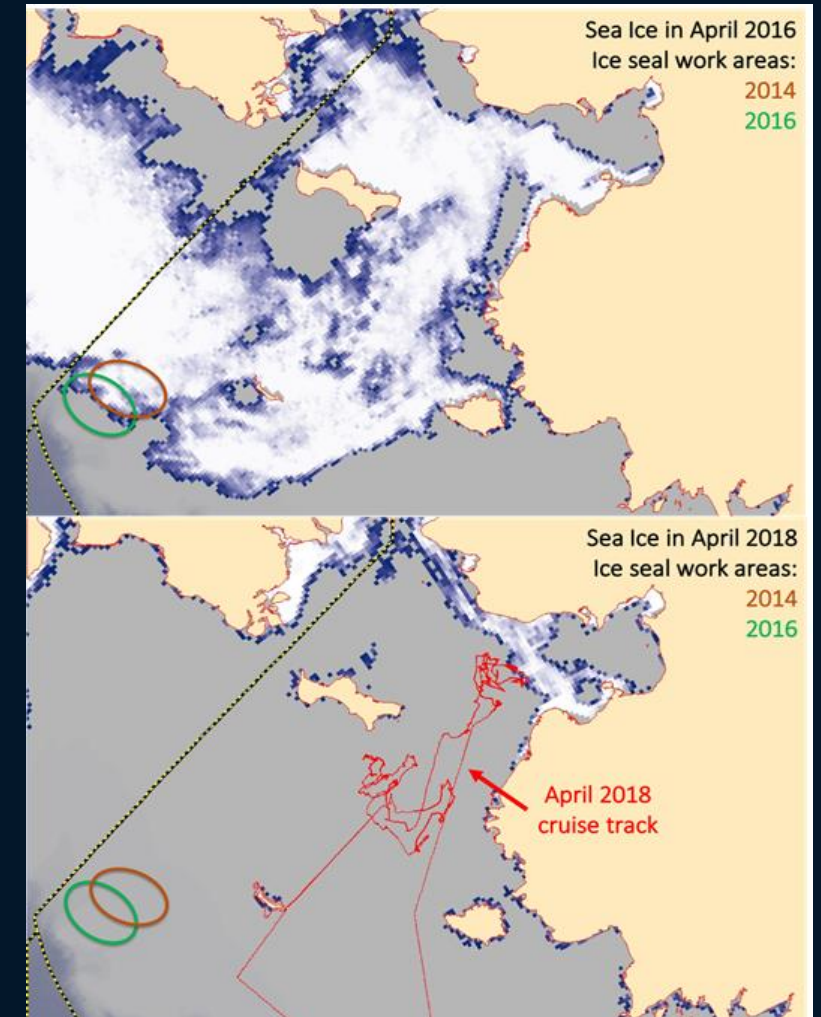 Sea Ice in April 2016
Ice seal work areas:
2014
2016
Sea Ice in April 2018
Ice seal work areas:
2014
2016
April 2018
cruise track